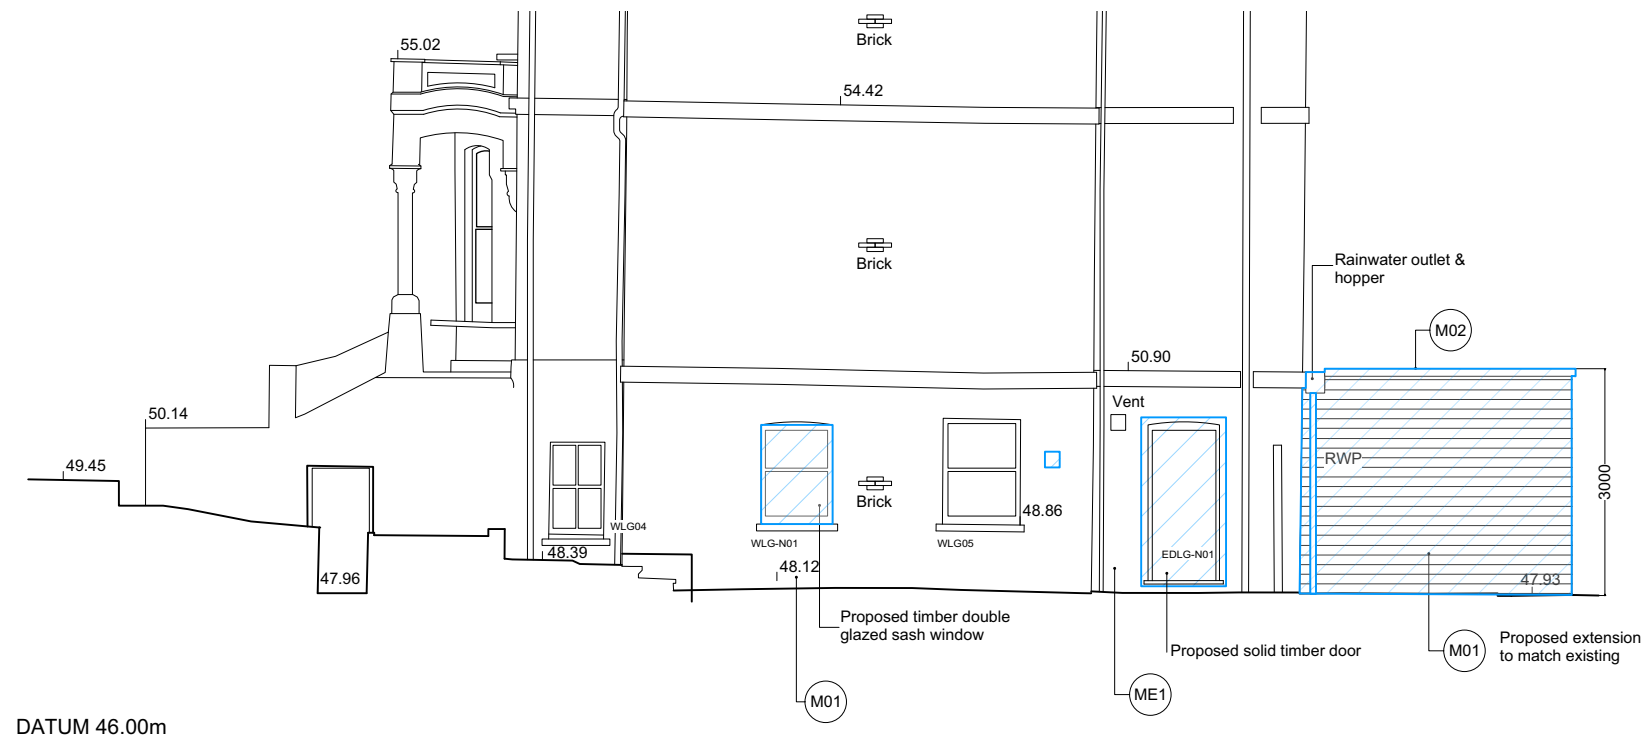 Brick
55.02
54.42
Brick
Rainwater outlet &
hopper
M02
50.90
Vent
50.14
49.45
RWP
3000
Brick
48.86
WLG04
WLG-N01
WLG05
EDLG-N01
48.39
48.12
47.96
47.93
Proposed timber double
glazed sash window
Proposed solid timber door
M01
Proposed extension
to match existing
ME1
M01
DATUM 46.00m